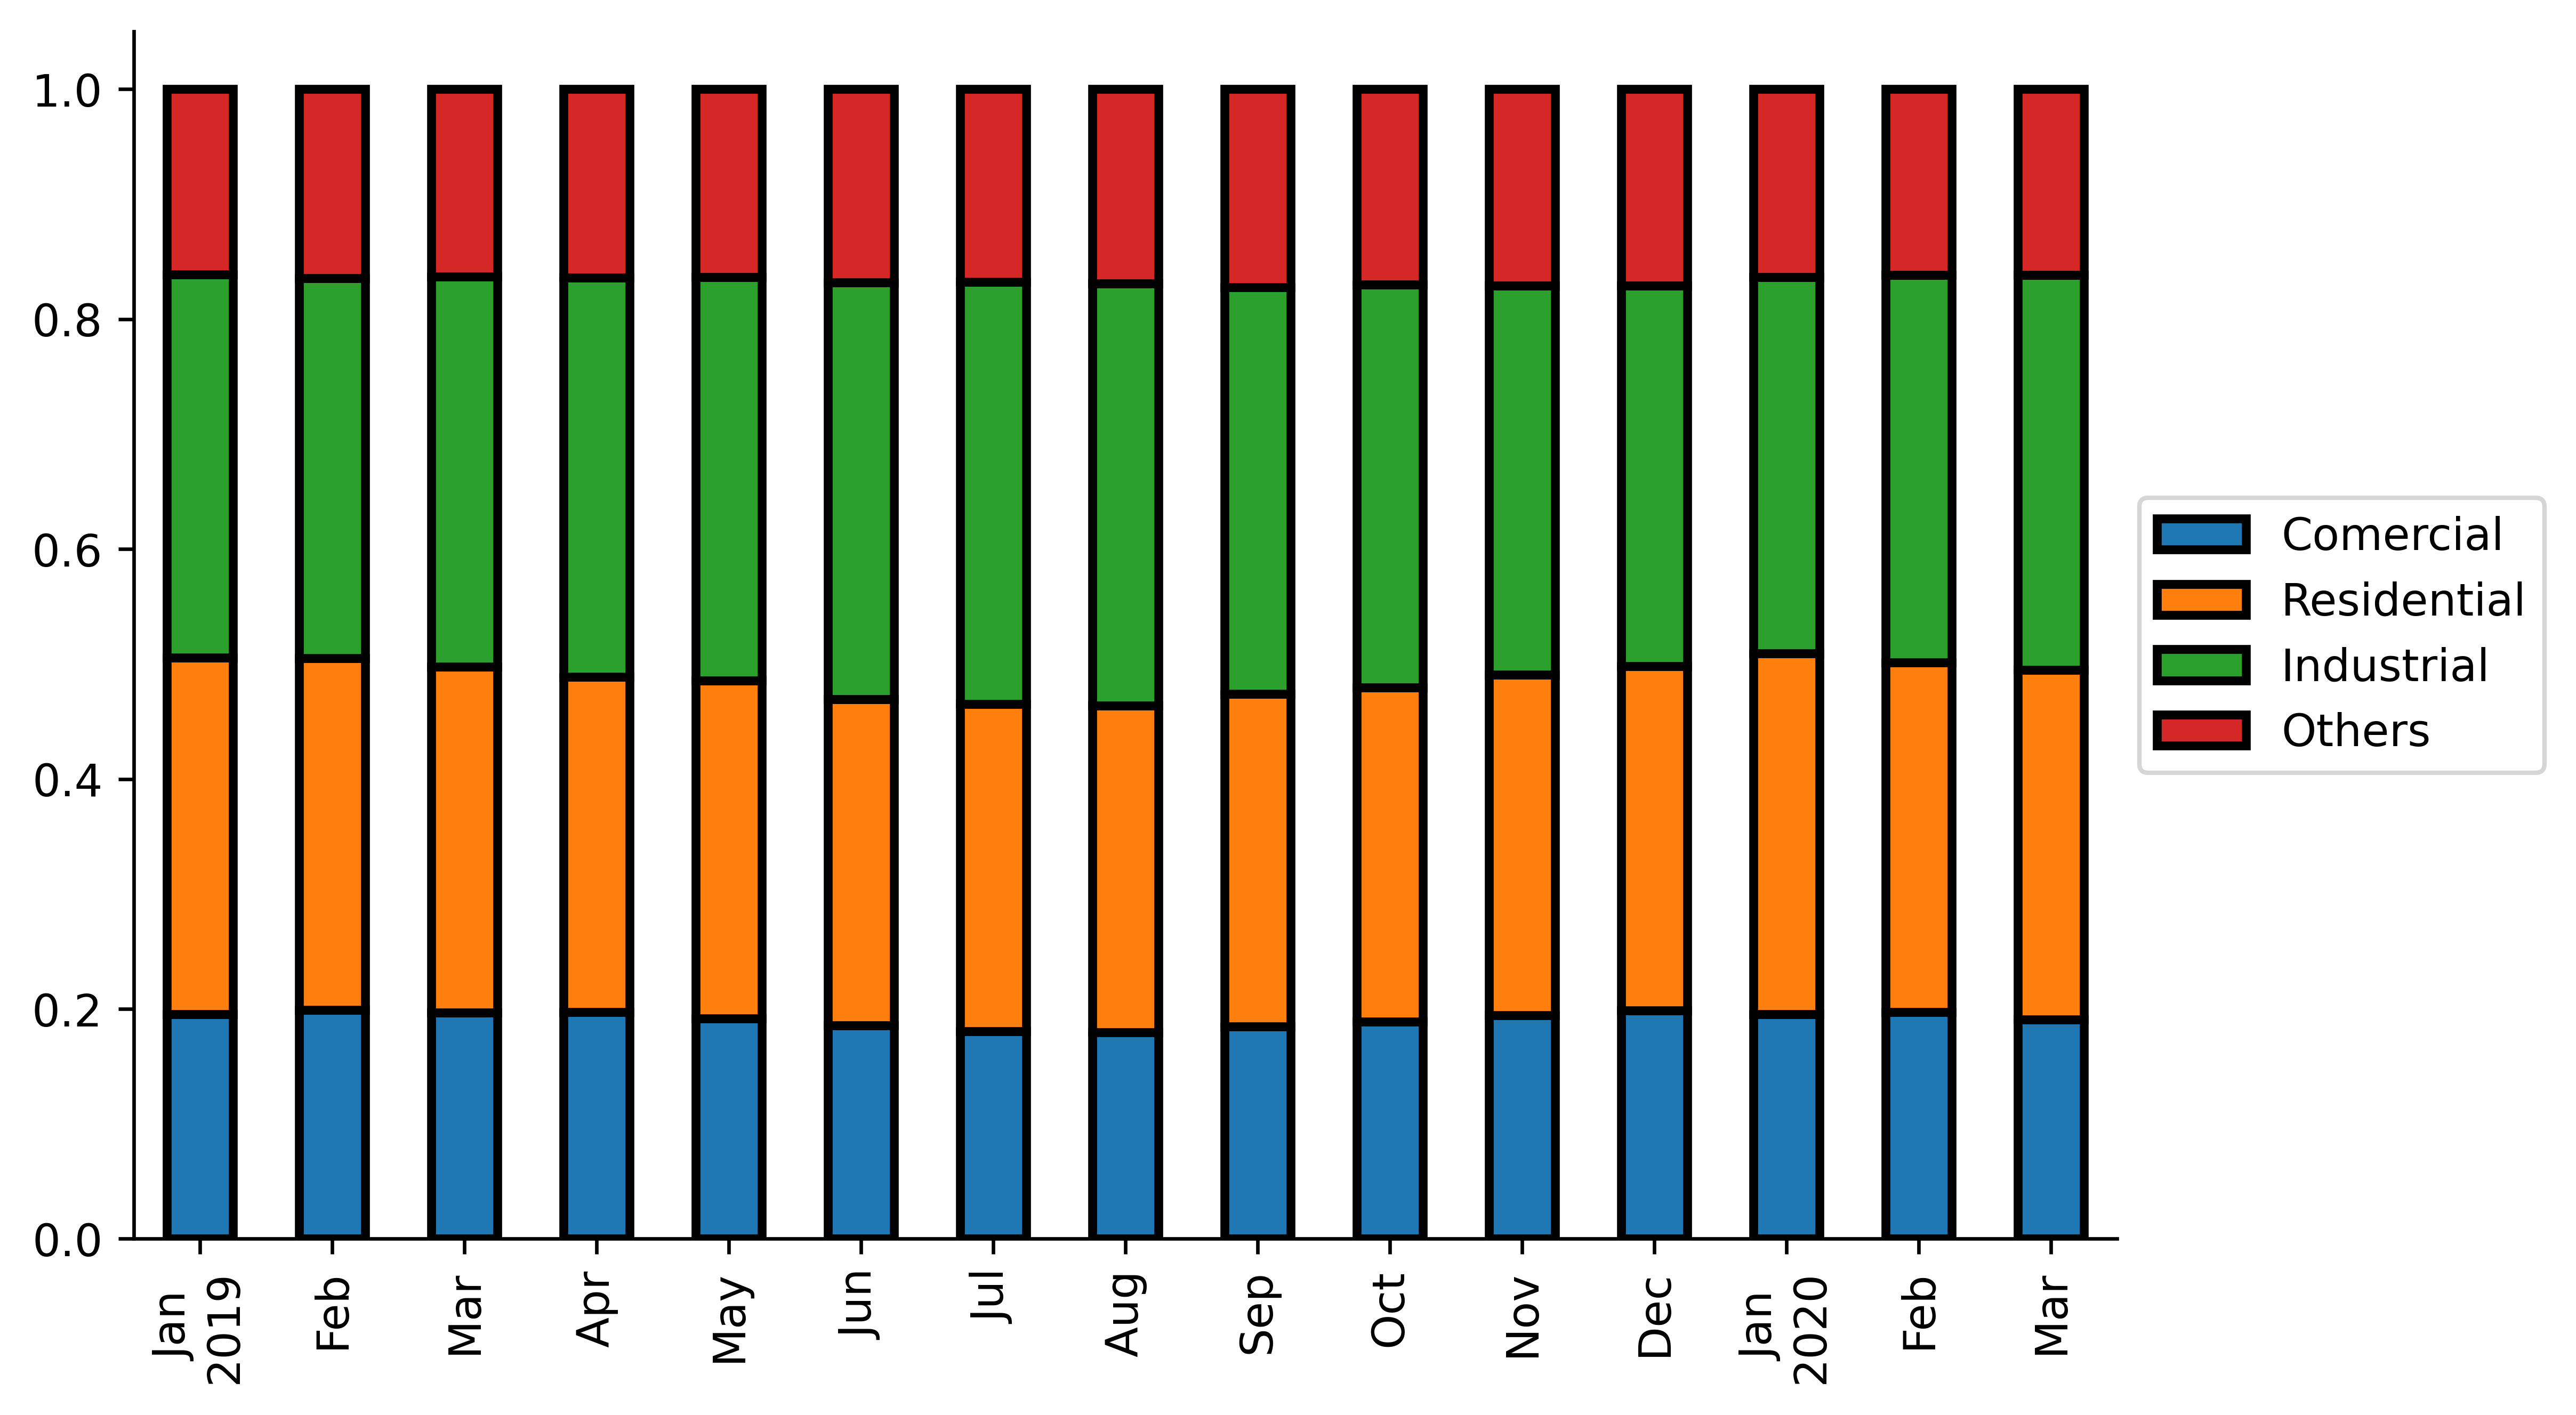 1.0
0.8
0.6
0.4
0.2
0.0
Jan
2019
Feb
Mar
Apr
May
Jun
Jul
Aug
Sep
Oct
Nov
Dec
Jan
2020
Feb
Mar
Comercial
Residential
Industrial
Others